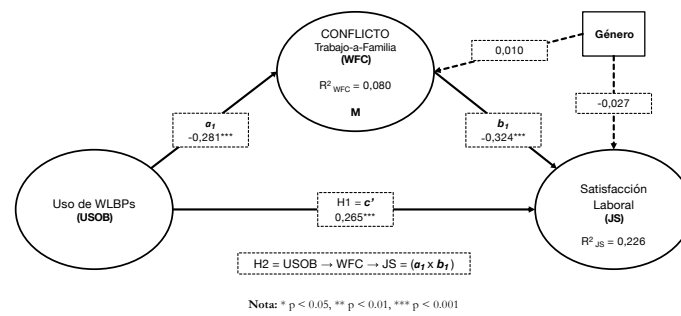 CONFLICTO
Trabajo-a-Familia
(WFC)
R² WFC = 0,080
M
Género
0,010
-0,027
a₁
-0,281***
b₁
-0,324***
Uso de WLBPs
(USOB)
H1 = c'
0,265***
Satisfacción
Laboral
(JS)
R² JS = 0,226
H2 = USOB → WFC → JS = (a₁ x b₁)
Nota: * p < 0.05, ** p < 0.01, *** p < 0.001